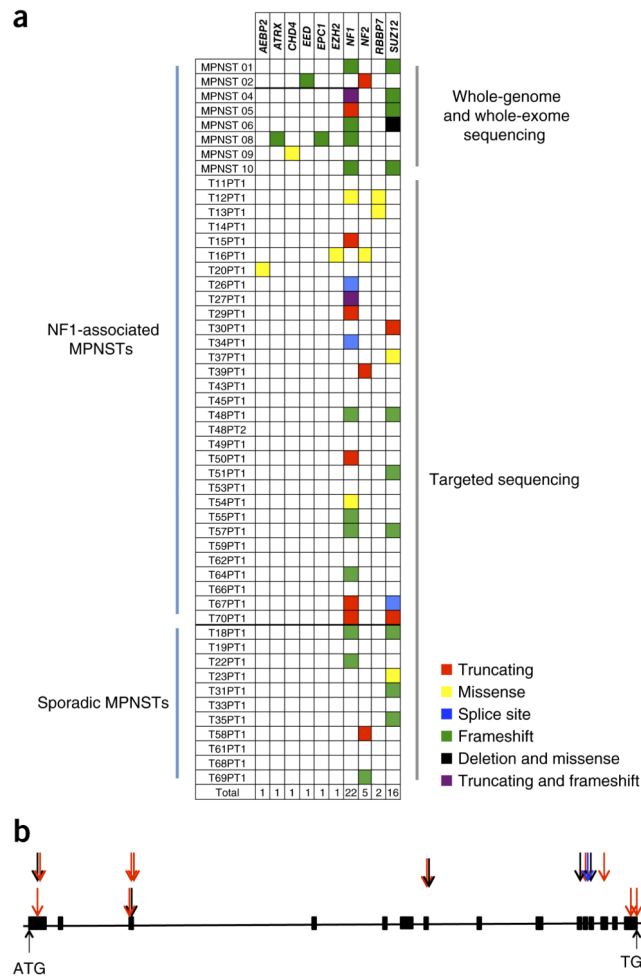 a
AEBP2 ATRX CHD4 EED EPC1 EZH2 NF1 NF2 RBBP7 SUZ12
MPNST 01
MPNST 02
MPNST 04
MPNST 05
MPNST 06
MPNST 08
MPNST 09
MPNST 10
Whole-genome
and whole-exome
sequencing
T11PT1
T12PT1
T13PT1
T14PT1
T15PT1
T16PT1
T20PT1
T26PT1
T27PT1
T29PT1
T30PT1
T34PT1
T37PT1
T39PT1
T43PT1
T45PT1
T48PT1
T48PT2
T49PT1
T50PT1
T51PT1
T53PT1
T54PT1
T55PT1
T57PT1
T59PT1
T62PT1
T64PT1
T66PT1
T67PT1
T70PT1
NF1-associated
MPNSTs
Targeted sequencing
T18PT1
T19PT1
T22PT1
T23PT1
T31PT1
T33PT1
T35PT1
T58PT1
T61PT1
T68PT1
T69PT1
Sporadic MPNSTs
Total 1 1 1 1 1 1 22 5 2 16
Truncating
Missense
Splice site
Frameshift
Deletion and missense
Truncating and frameshift
b
ATG
TG